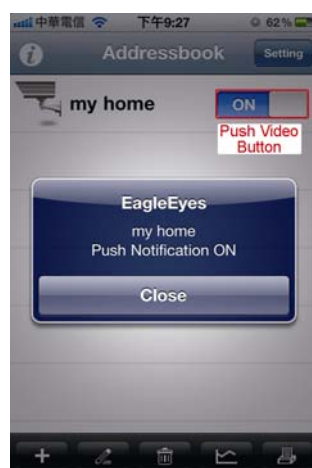 中華電信 下午9:27 62%
Addressbook Setting
my home ON
Push Video
Button
EagleEyes
my home
Push Notification ON
Close